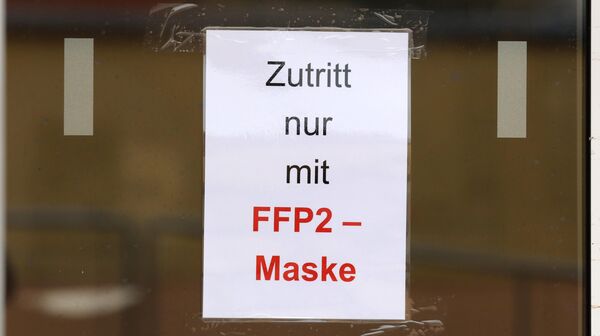 Zutritt
nur
mit
FFP2 –
Maske